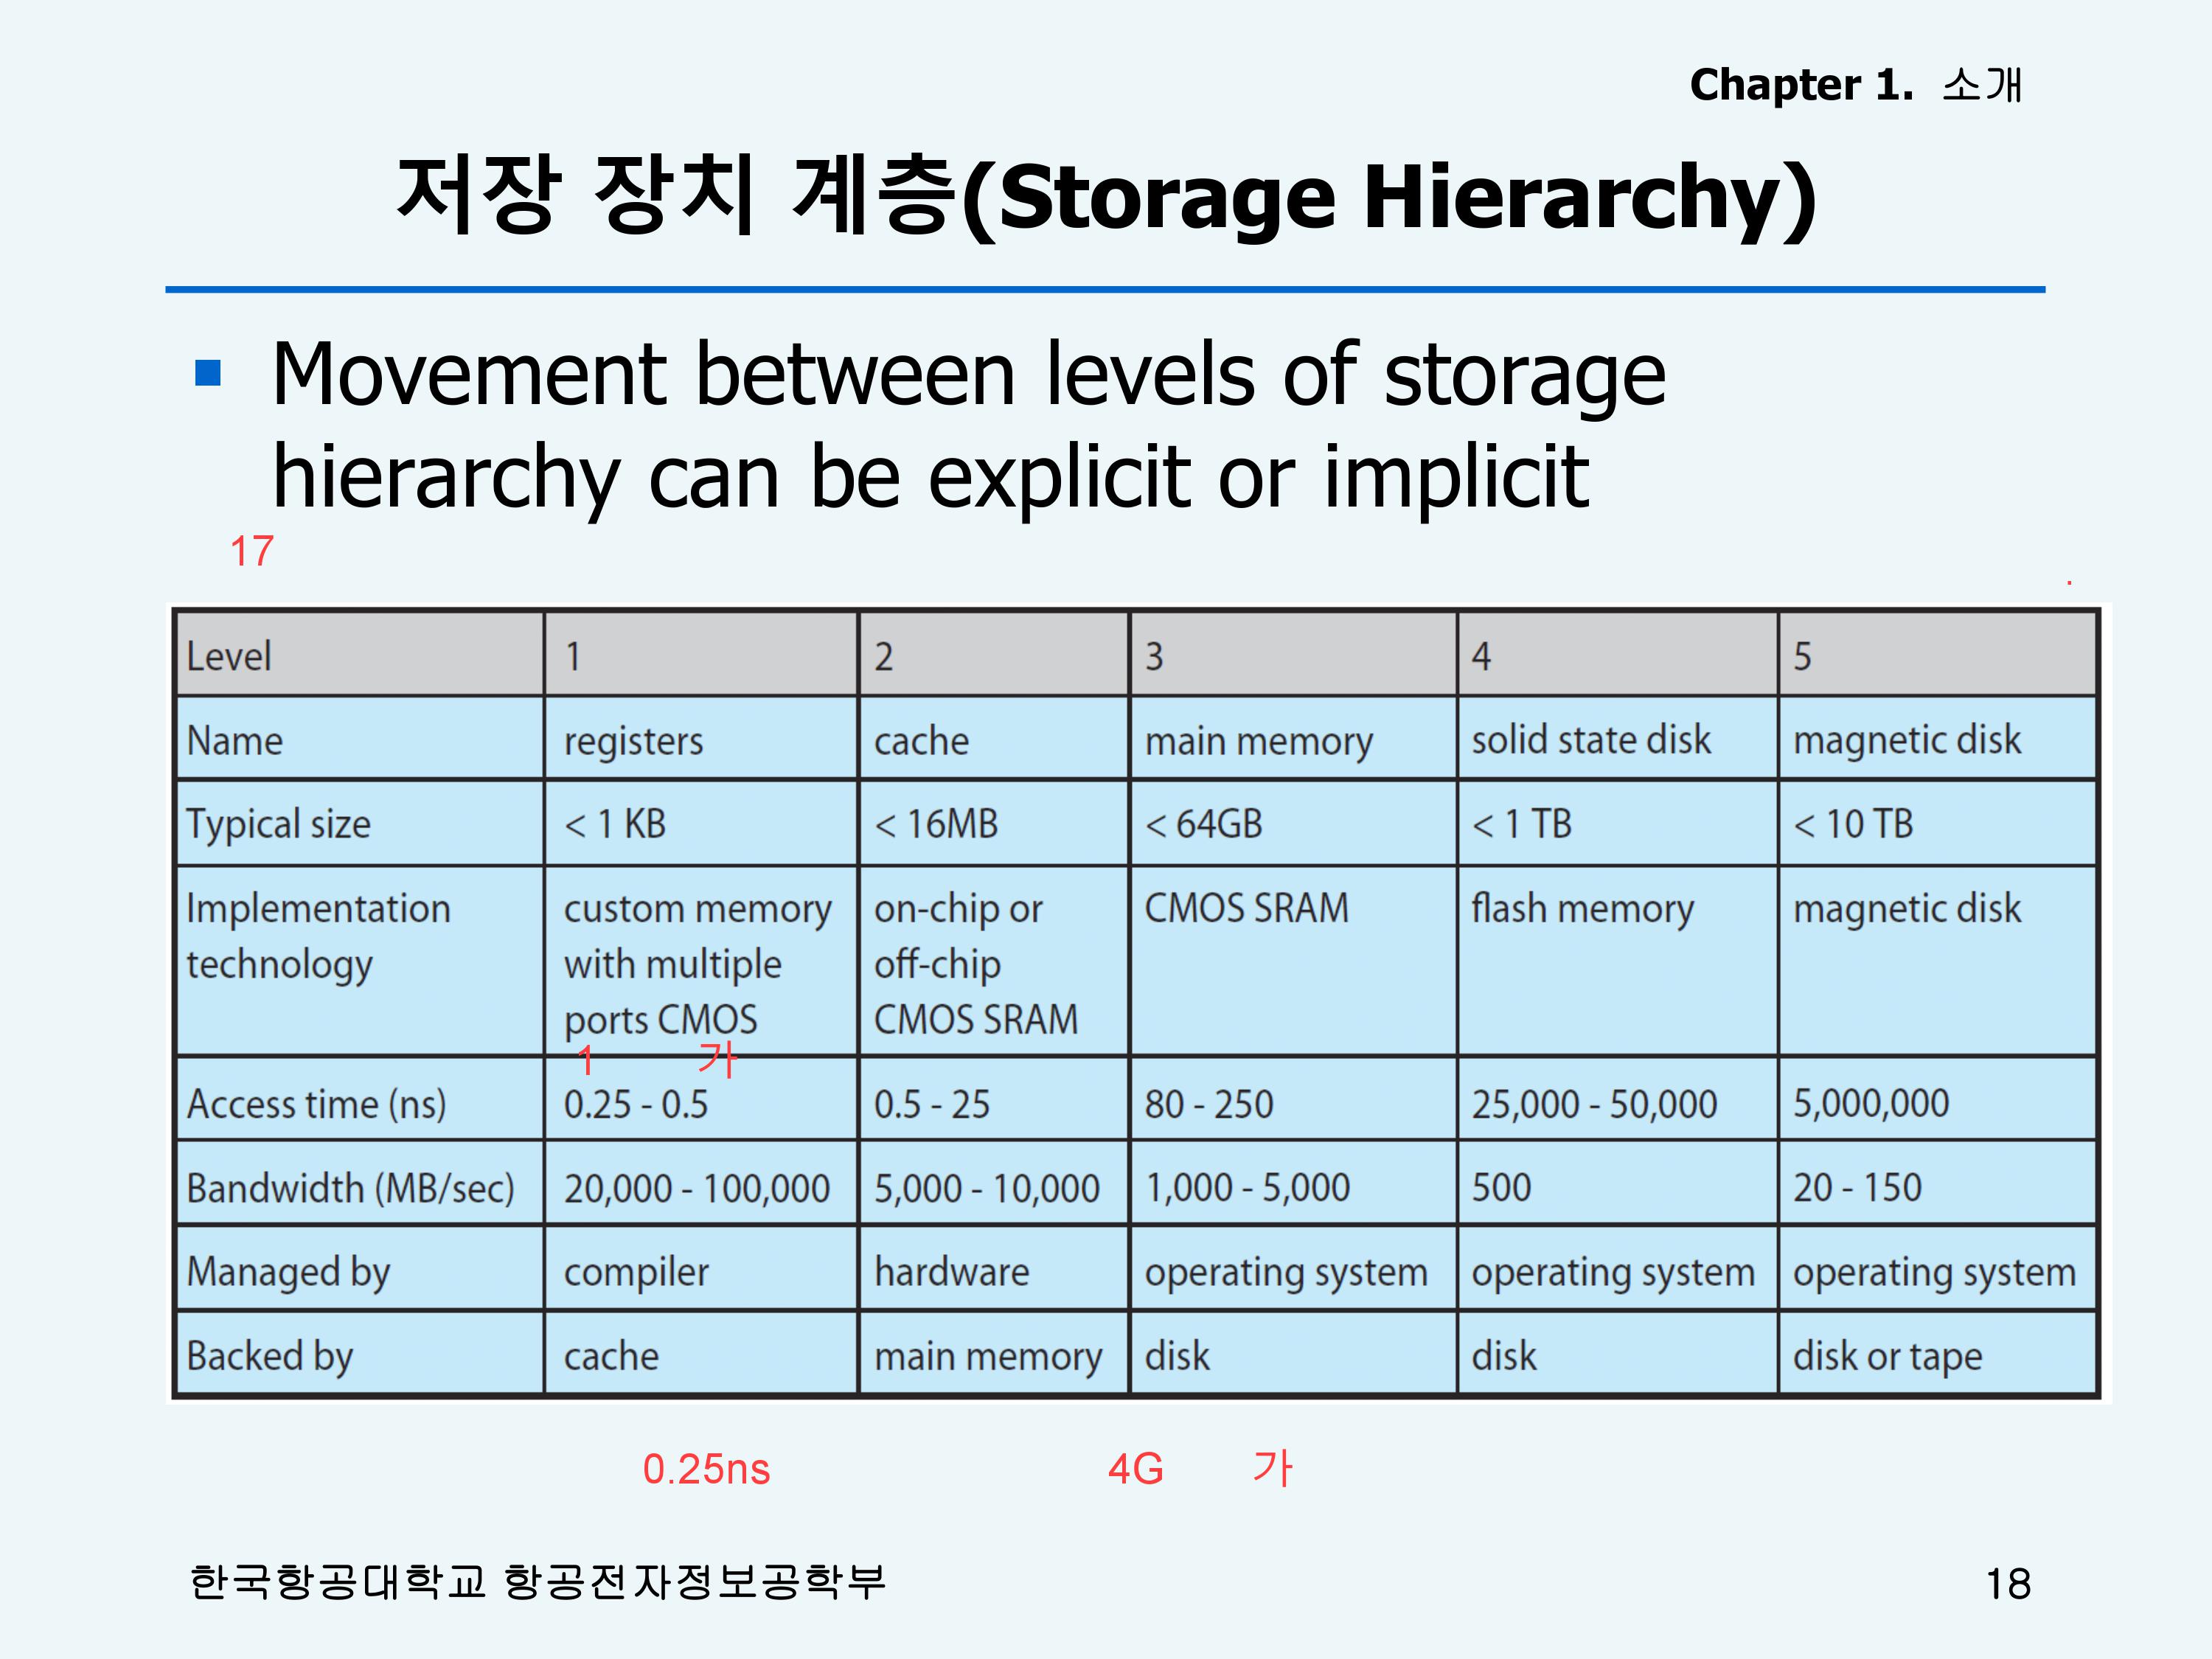 Chapter 1. 소개
저장 장치 계층(Storage Hierarchy)
Movement between levels of storage
hierarchy can be explicit or implicit
17
.
Level 1 2 3 4 5
Name registers cache main memory solid state disk magnetic disk
Typical size < 1 KB < 16MB < 64GB < 1 TB < 10 TB
Implementation custom memory on-chip or CMOS SRAM flash memory magnetic disk
technology with multiple off-chip
ports CMOS CMOS SRAM
1 가
Access time (ns) 0.25 - 0.5 0.5 - 25 80 - 250 25,000 - 50,000 5,000,000
Bandwidth (MB/sec) 20,000 - 100,000 5,000 - 10,000 1,000 - 5,000 500 20 - 150
Managed by compiler hardware operating system operating system operating system
Backed by cache main memory disk disk disk or tape
0.25ns 4G 가
한국항공대학교 항공전자정보공학부 18